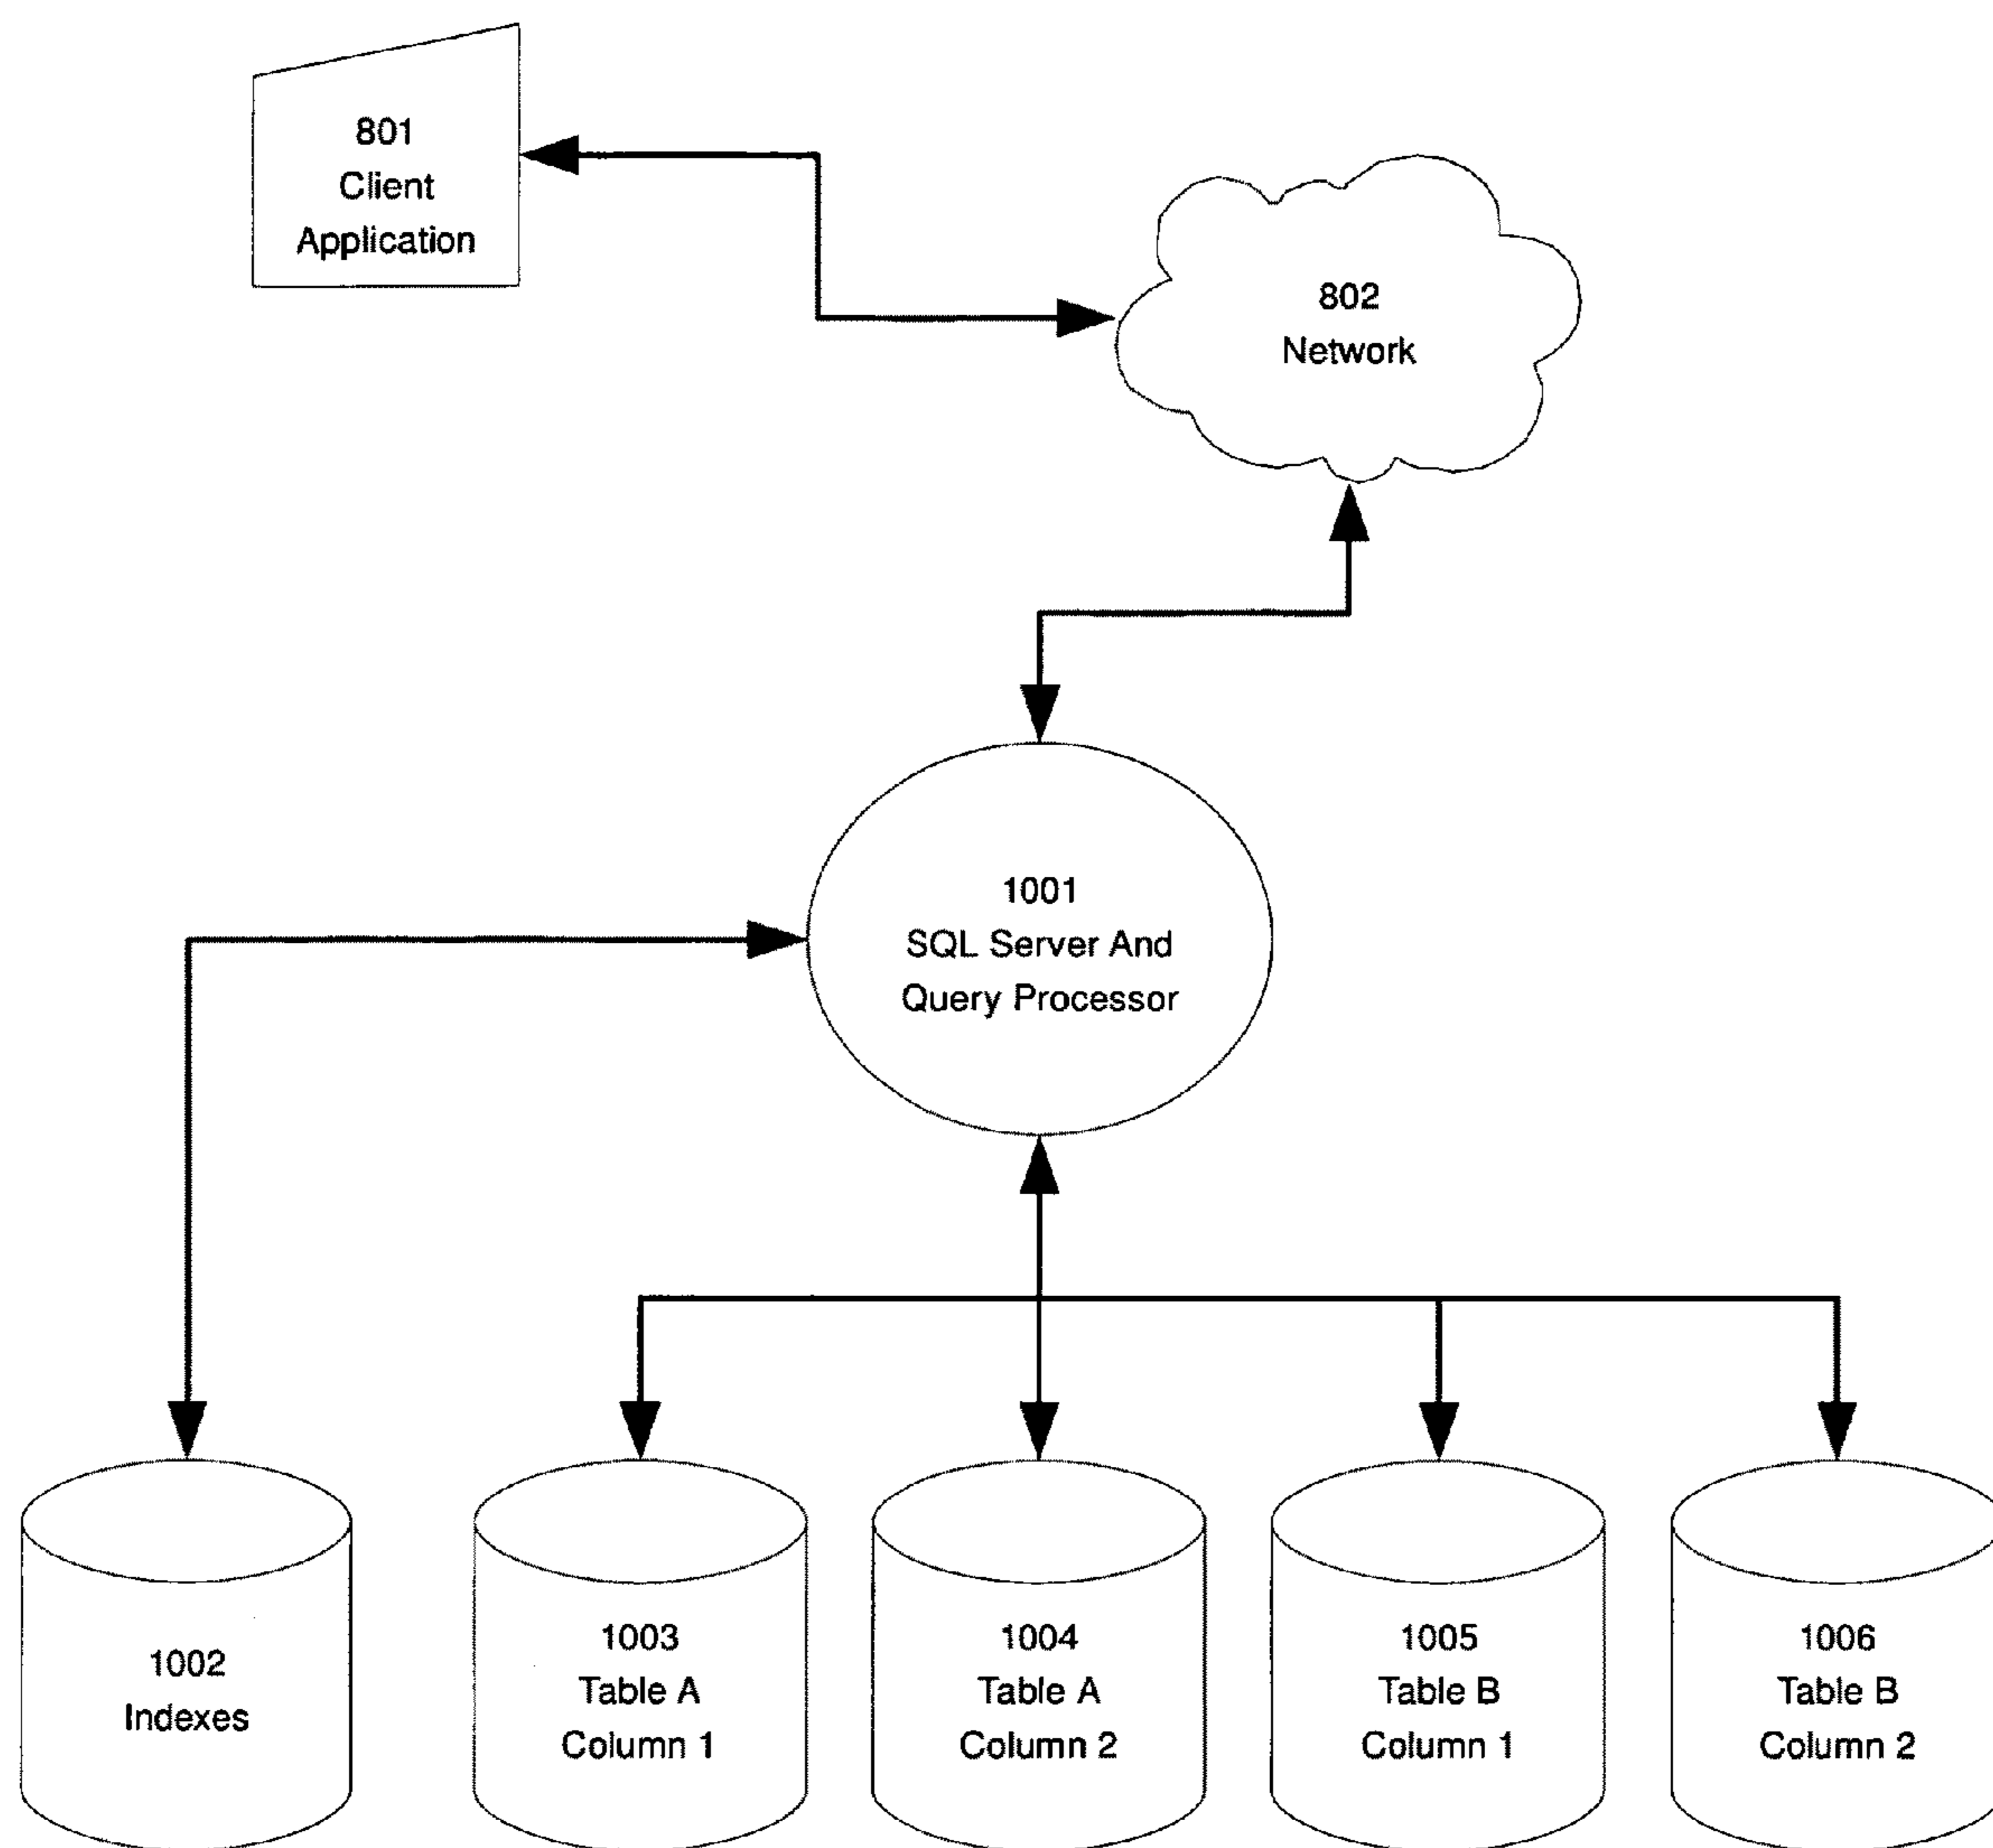 801
Client
Application
802
Network
1001
SQL Server And
Query Processor
1002
Indexes
1003
Table A
Column 1
1004
Table A
Column 2
1005
Table B
Column 1
1006
Table B
Column 2